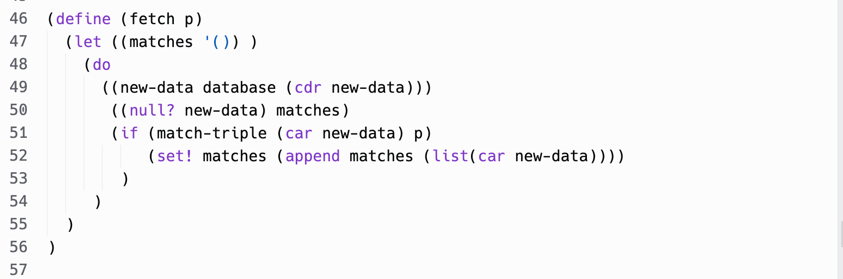 46 (define (fetch p)
47   (let ((matches '()) )
48     (do
49       ((new-data database (cdr new-data)))
50        ((null? new-data) matches)
51        (if (match-triple (car new-data) p)
52            (set! matches (append matches (list(car new-data))))
53         )
54      )
55   )
56 )
57